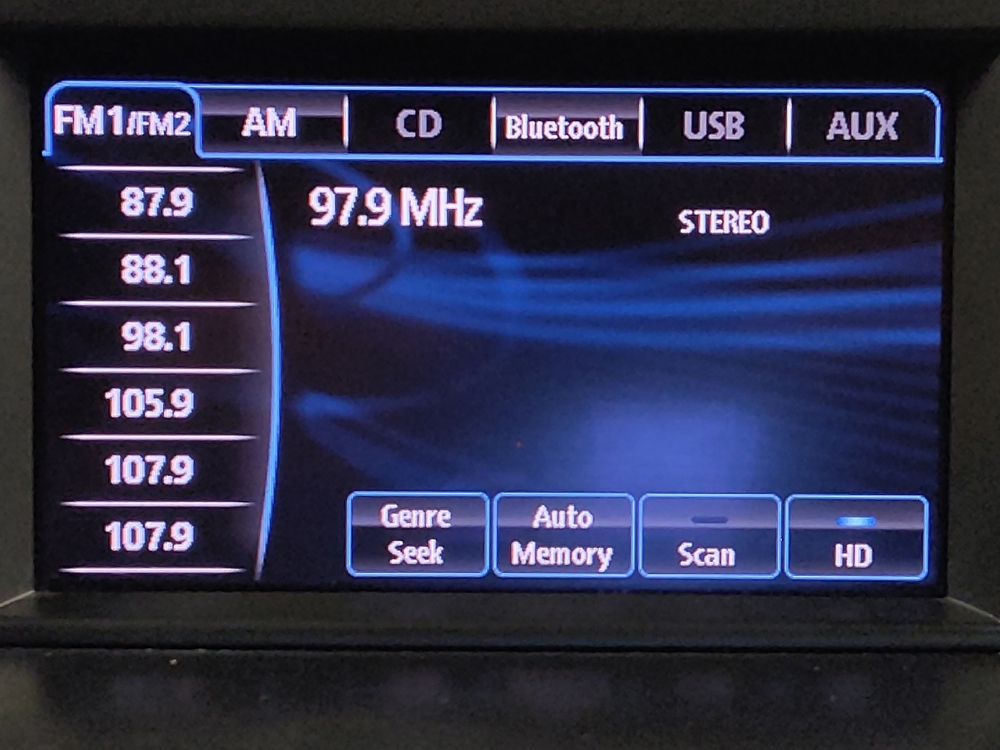 FM1/FM2 AM CD Bluetooth USB AUX
87.9
88.1
98.1
105.9
107.9
107.9
97.9 MHz STEREO
Genre Seek
Auto Memory
Scan
HD